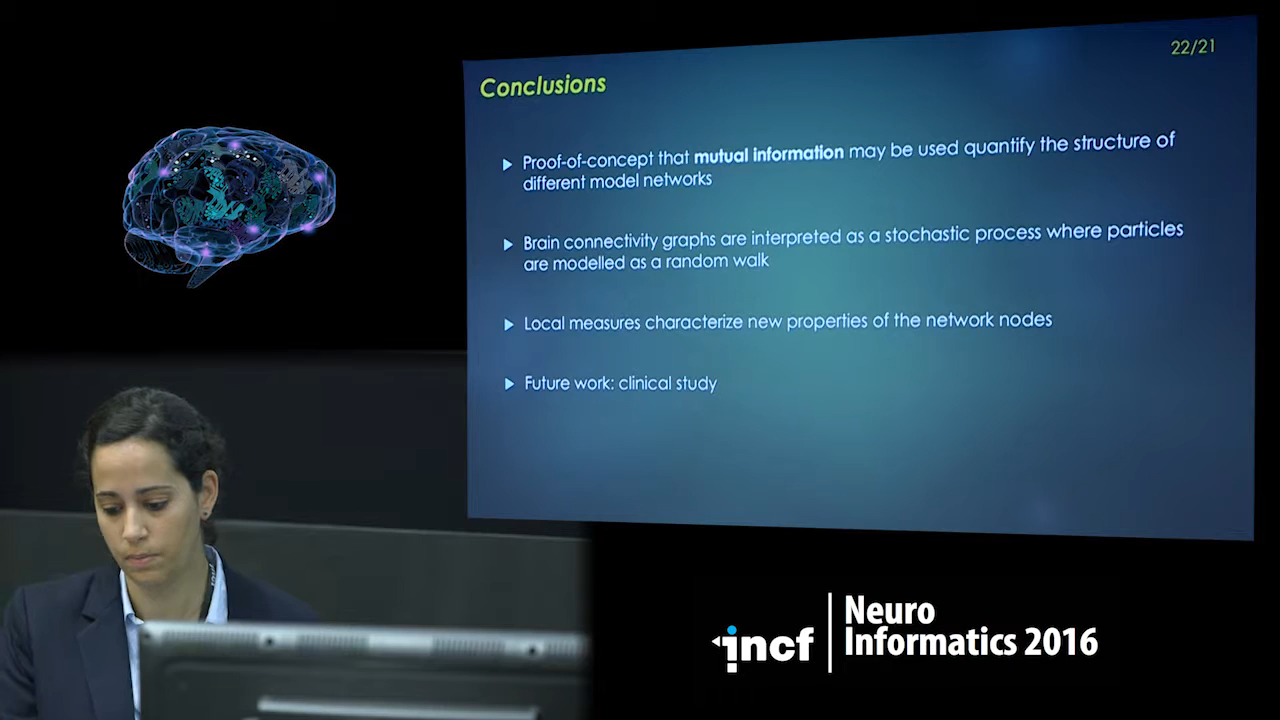 22/21
Conclusions
Proof-of-concept that mutual information may be used quantify the structure of
different model networks
Brain connectivity graphs are interpreted as a stochastic process where particles
are modelled as a random walk
Local measures characterize new properties of the network nodes
Future work: clinical study
incf
Neuro
Informatics 2016